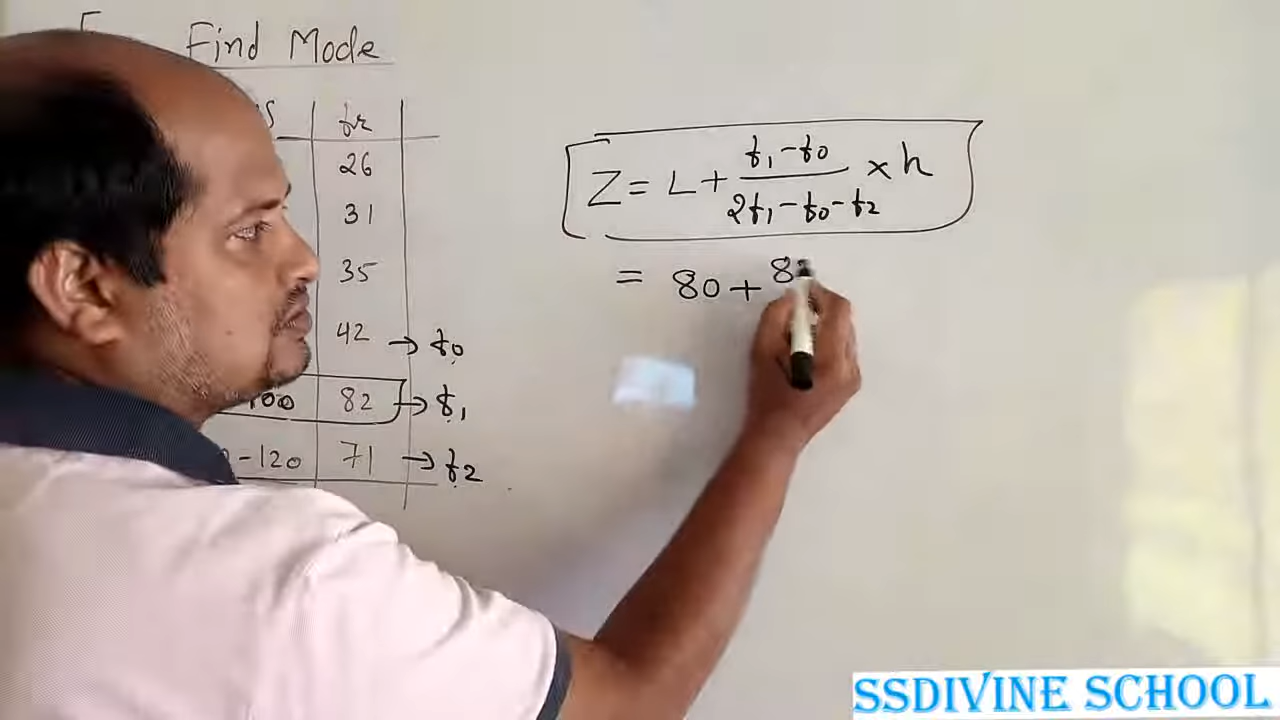 Find Mode
fr
26
31
35
42 → f0
100 82 → f1
-120 71 → f2
Z = L + f1-f0 / 2f1-f0-f2 × h
= 80 + 8
SSDIVINE SCHOOL